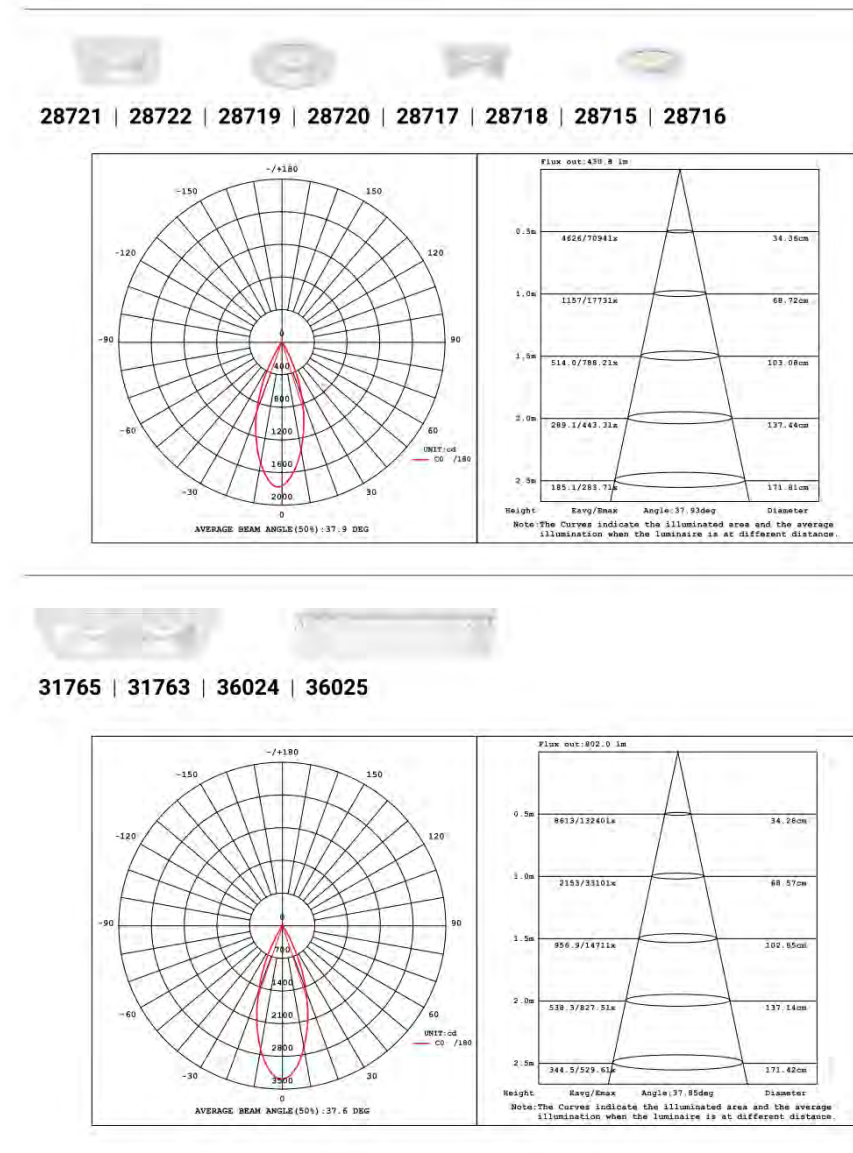 28721 | 28722 | 28719 | 28720 | 28717 | 28718 | 28715 | 28716
-/+180
-150 150
-120 120
-90 90
-60 60
-30 30
0
400
800
1200
1600
2000
0
UNIT:cd
C0 /180
AVERAGE BEAM ANGLE(50%):37.9 DEG
Flux out:430.8 lm
0.5m 4626/7094lx 34.36cm
1.0m 1157/1773lx 68.72cm
1.5m 514.0/788.2lx 103.08cm
2.0m 289.1/443.3lx 137.44cm
2.5m 185.1/283.7lx 171.81cm
Height Eavg/Emax Angle:37.93deg Diameter
Note:The Curves indicate the illuminated area and the average
illumination when the luminaire is at different distance.
31765 | 31763 | 36024 | 36025
-/+180
-150 150
-120 120
-90 90
-60 60
-30 30
0
700
1400
2100
2800
3500
0
UNIT:cd
C0 /180
AVERAGE BEAM ANGLE(50%):37.6 DEG
Flux out:802.0 lm
0.5m 8613/13240lx 34.28cm
1.0m 2153/3310lx 68.57cm
1.5m 956.9/1471lx 102.85cm
2.0m 538.3/827.5lx 137.14cm
2.5m 344.5/529.6lx 171.42cm
Height Eavg/Emax Angle:37.85deg Diameter
Note:The Curves indicate the illuminated area and the average
illumination when the luminaire is at different distance.